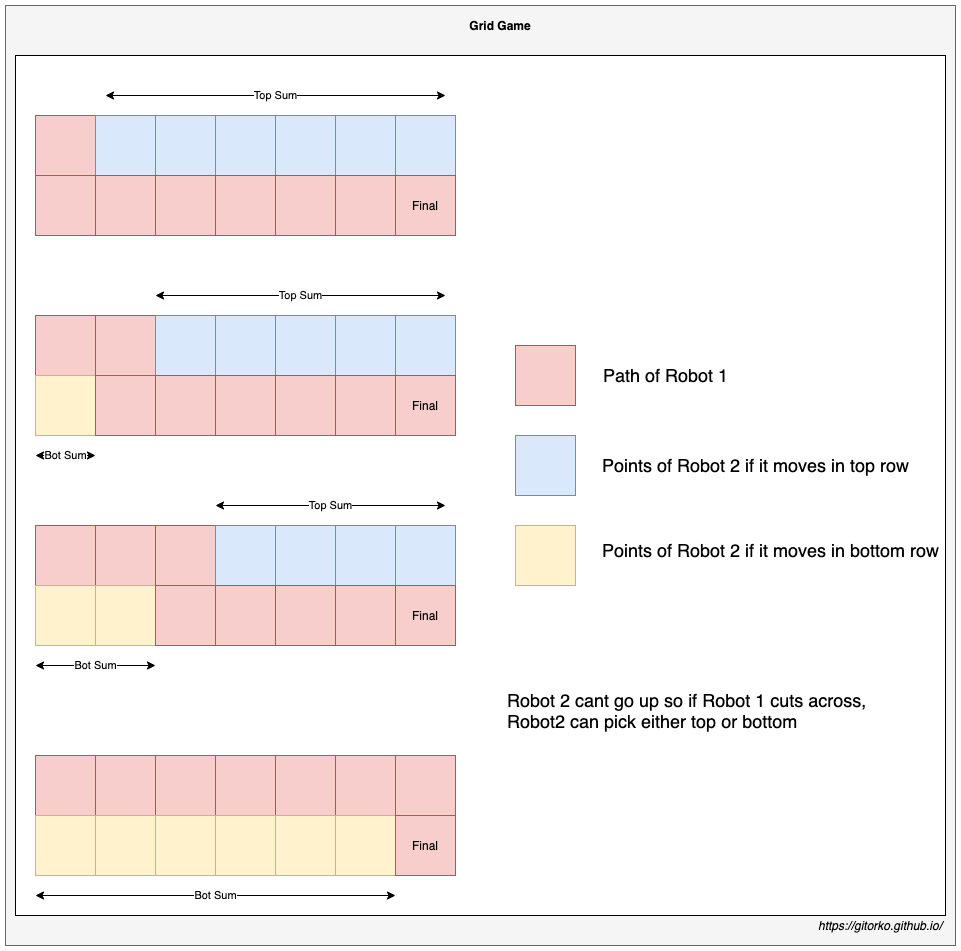 Grid Game
Top Sum
Final
Top Sum
Final
Bot Sum
Path of Robot 1
Points of Robot 2 if it moves in top row
Top Sum
Points of Robot 2 if it moves in bottom row
Final
Bot Sum
Robot 2 cant go up so if Robot 1 cuts across,
Robot2 can pick either top or bottom
Final
Bot Sum
https://gitorko.github.io/